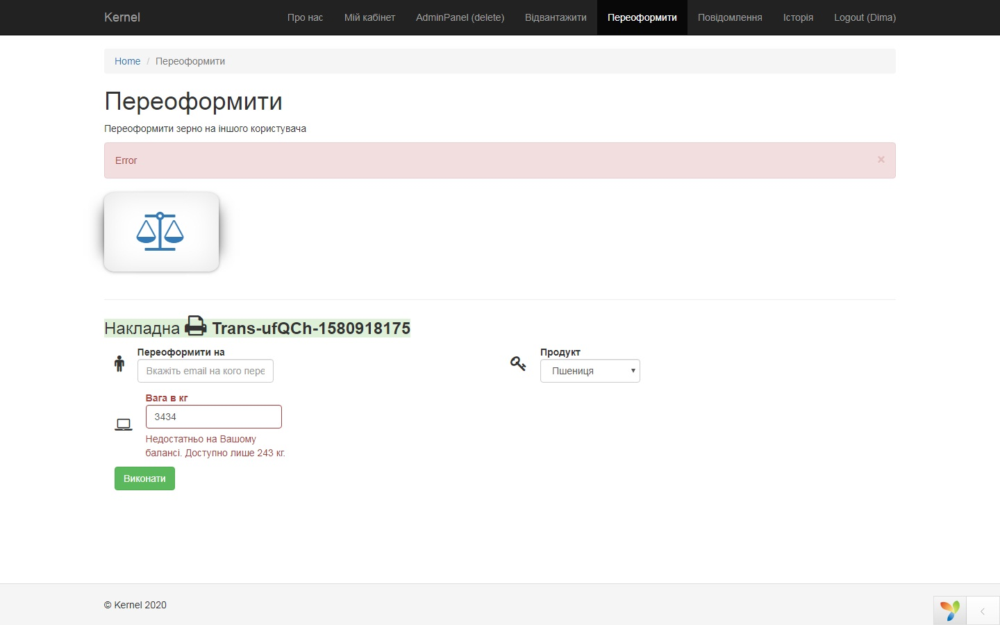 Kernel
Про нас
Мій кабінет
AdminPanel (delete)
Відвантажити
Переоформити
Повідомлення
Історія
Logout (Dima)
Home / Переоформити
Переоформити
Переоформити зерно на іншого користувача
Error ×
Накладна Trans-ufQCh-1580918175
Переоформити на
Вкажіть email на кого пере
Продукт
Пшениця
Вага в кг
3434
Недостатньо на Вашому
балансі. Доступно лише 243 кг.
Виконати
© Kernel 2020